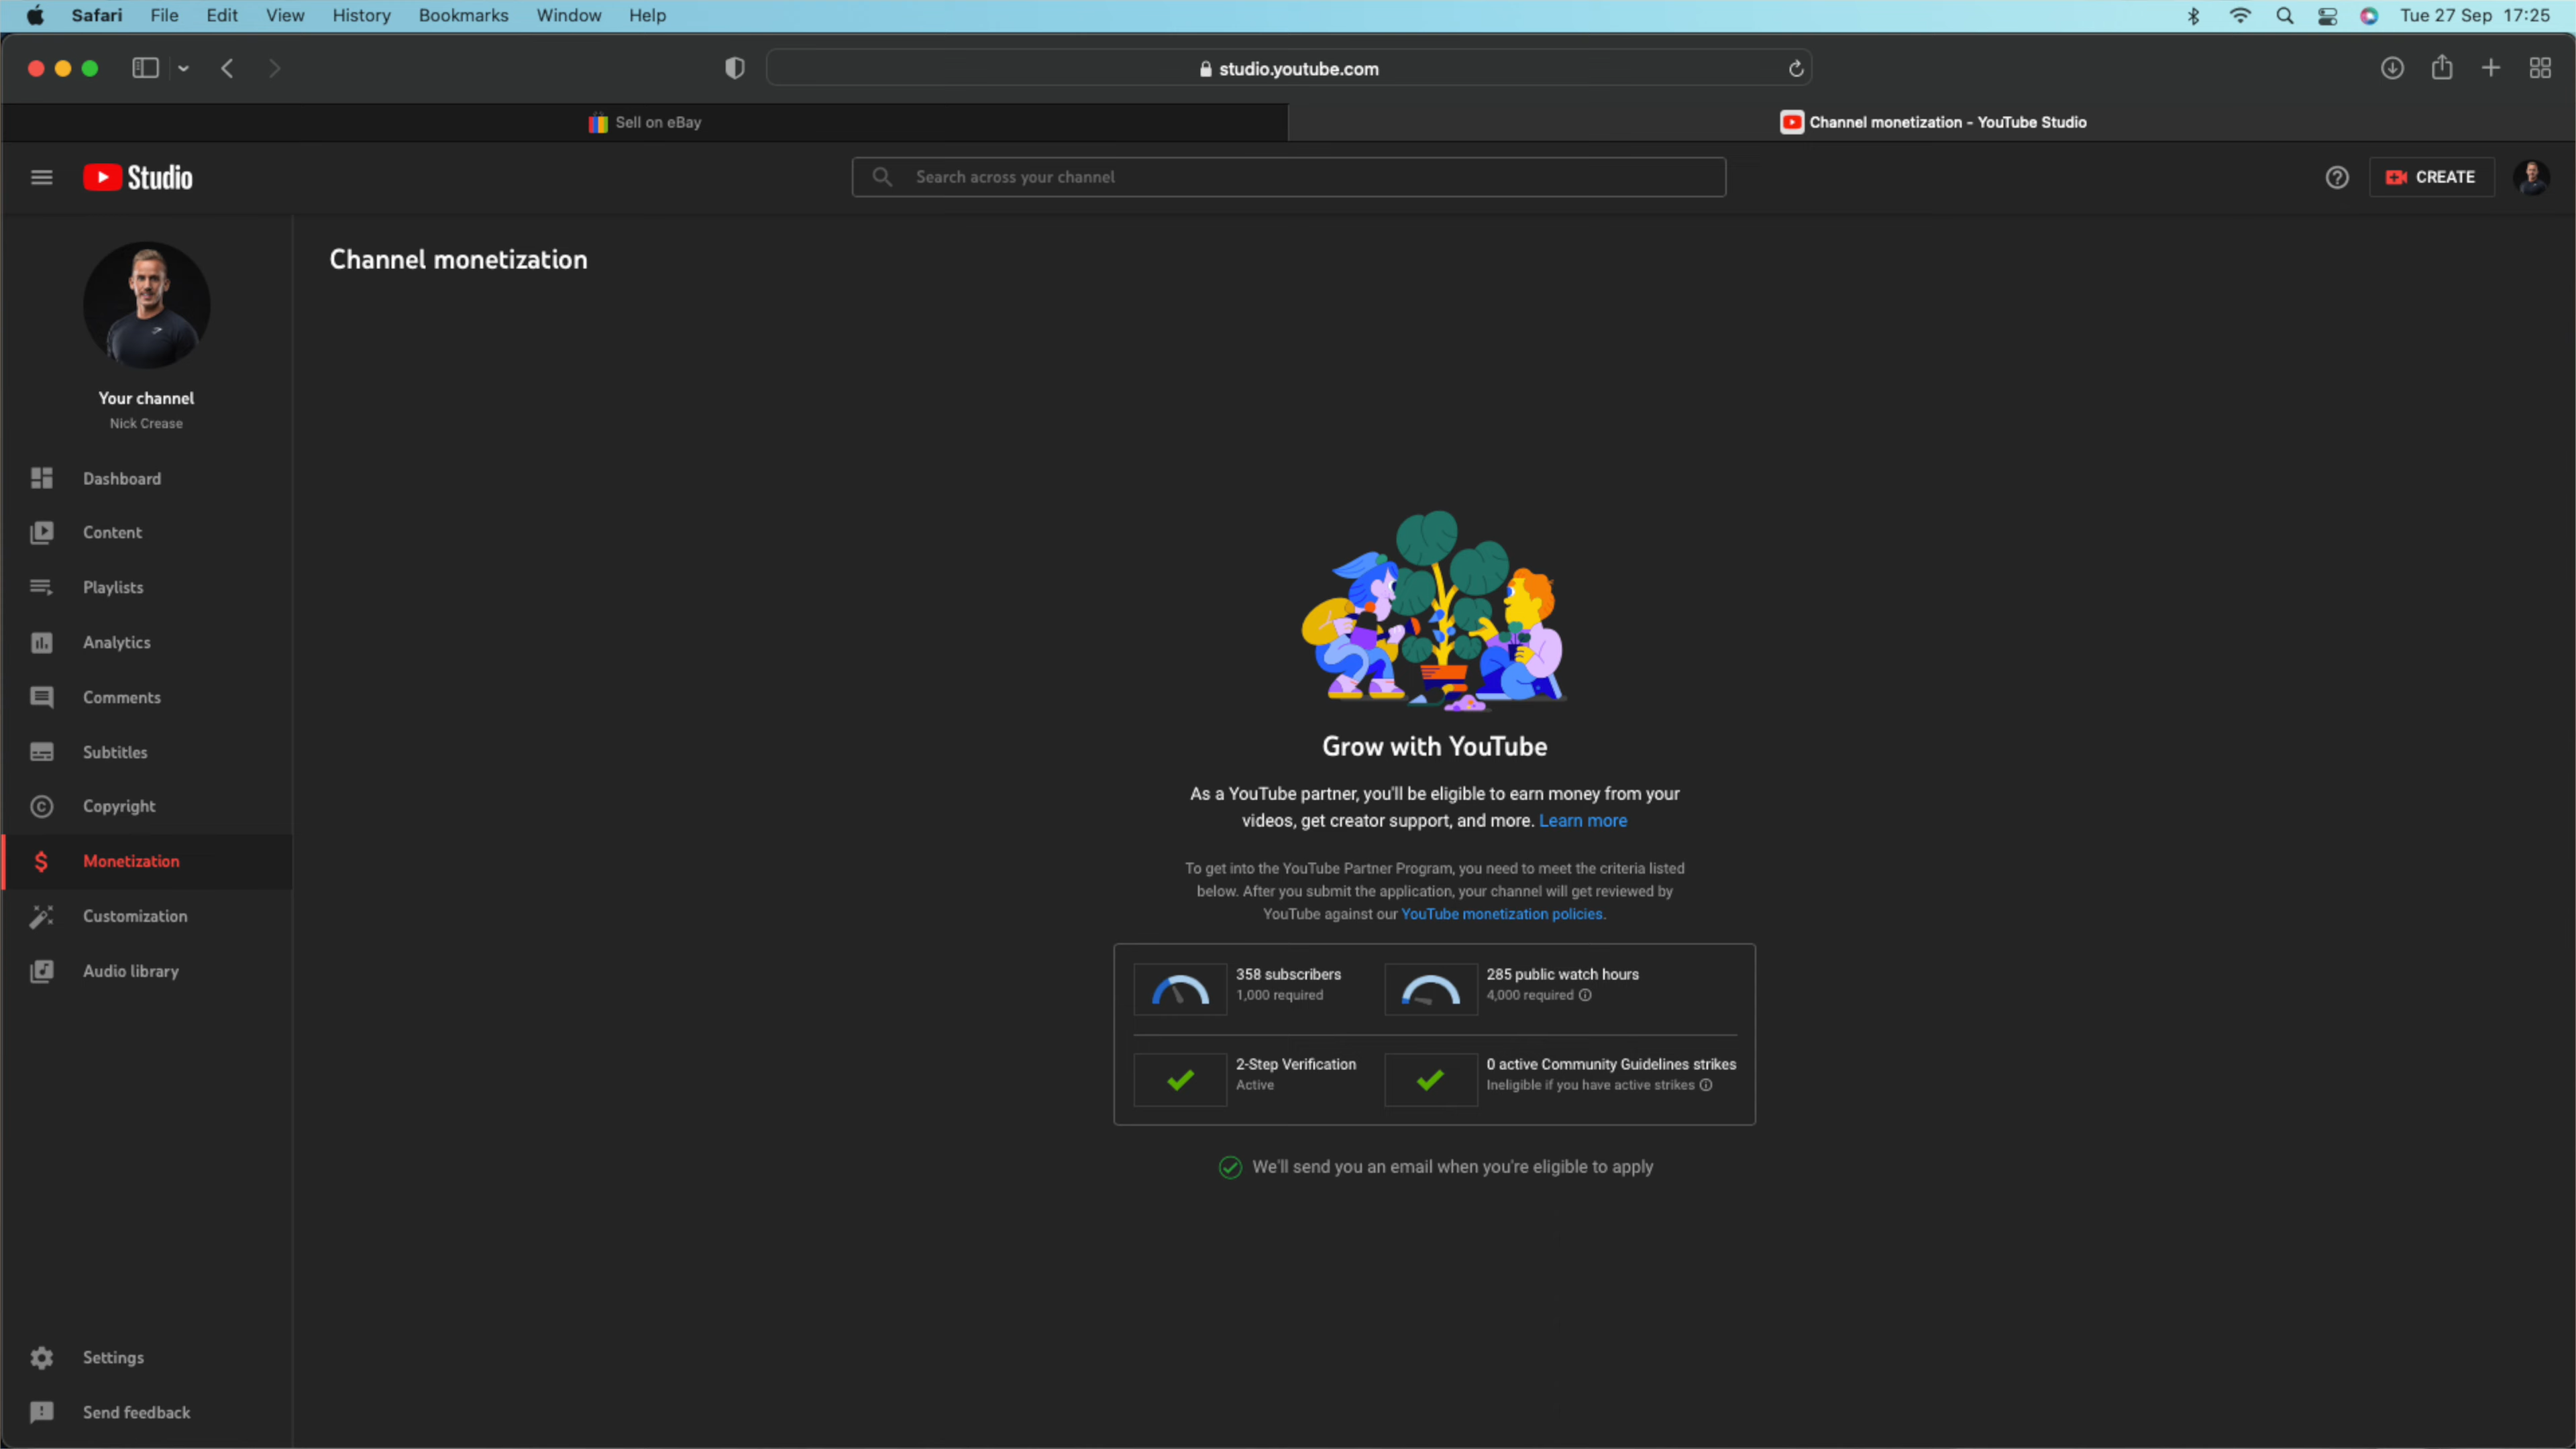 Safari File Edit View History Bookmarks Window Help Tue 27 Sep 17:25
studio.youtube.com
Sell on eBay
Channel monetization - YouTube Studio
Studio
Search across your channel
CREATE
Channel monetization
Your channel
Nick Crease
Dashboard
Content
Playlists
Analytics
Comments
Subtitles
Copyright
Monetization
Customization
Audio library
Settings
Send feedback
Grow with YouTube
As a YouTube partner, you'll be eligible to earn money from your
videos, get creator support, and more. Learn more
To get into the YouTube Partner Program, you need to meet the criteria listed
below. After you submit the application, your channel will get reviewed by
YouTube against our YouTube monetization policies.
358 subscribers
1,000 required
285 public watch hours
4,000 required
2-Step Verification
Active
0 active Community Guidelines strikes
Ineligible if you have active strikes
We'll send you an email when you're eligible to apply